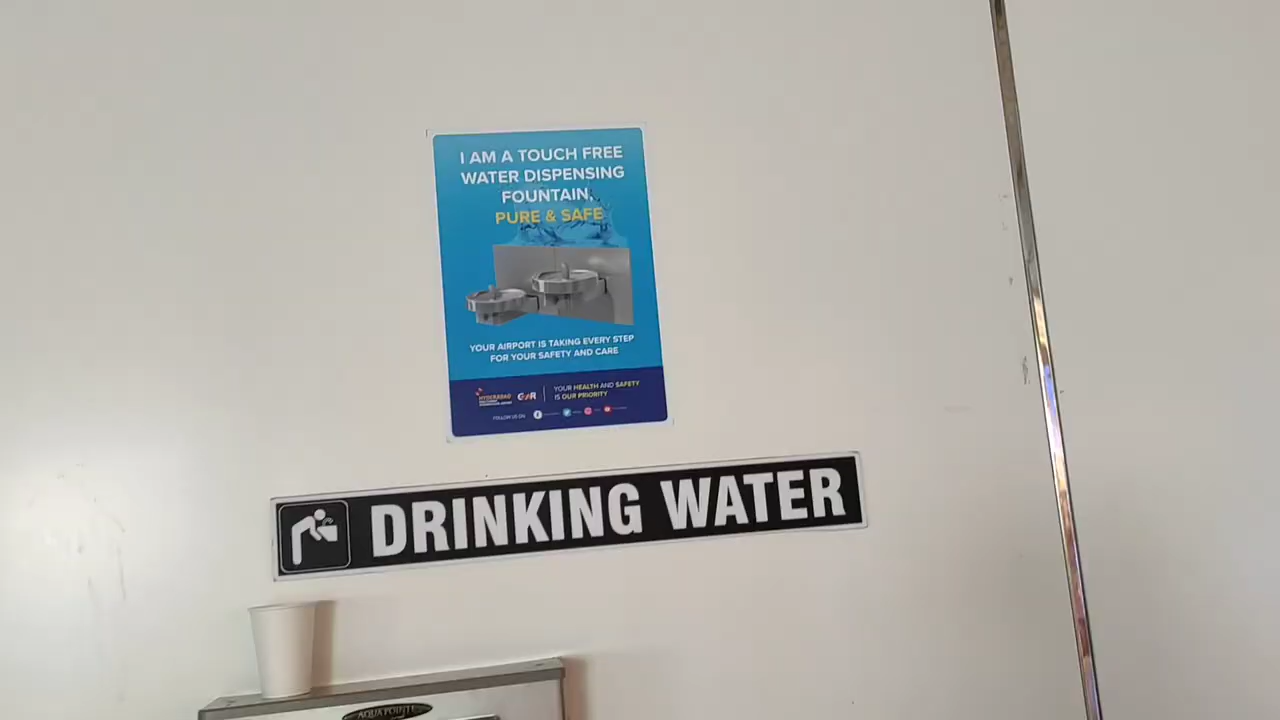 I AM A TOUCH FREE
WATER DISPENSING
FOUNTAIN,
PURE & SAFE
YOUR AIRPORT IS TAKING EVERY STEP
FOR YOUR SAFETY AND CARE
HYDERABAD
GMR
YOUR HEALTH AND SAFETY
IS OUR PRIORITY
FOLLOW US ON
DRINKING WATER